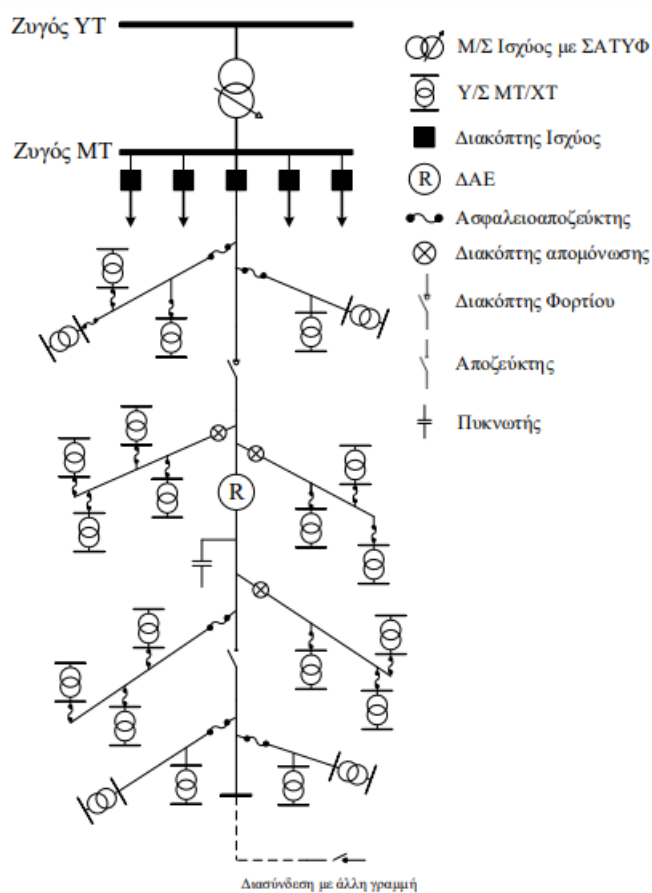 Ζυγός ΥΤ
Μ/Σ Ισχύος με ΣΑΤΥΦ
Υ/Σ ΜΤ/ΧΤ
Ζυγός ΜΤ
Διακόπτης Ισχύος
R
ΔΑΕ
Ασφαλειοαποζεύκτης
Διακόπτης απομόνωσης
Διακόπτης Φορτίου
Αποζεύκτης
Πυκνωτής
R
Διασύνδεση με άλλη γραμμή